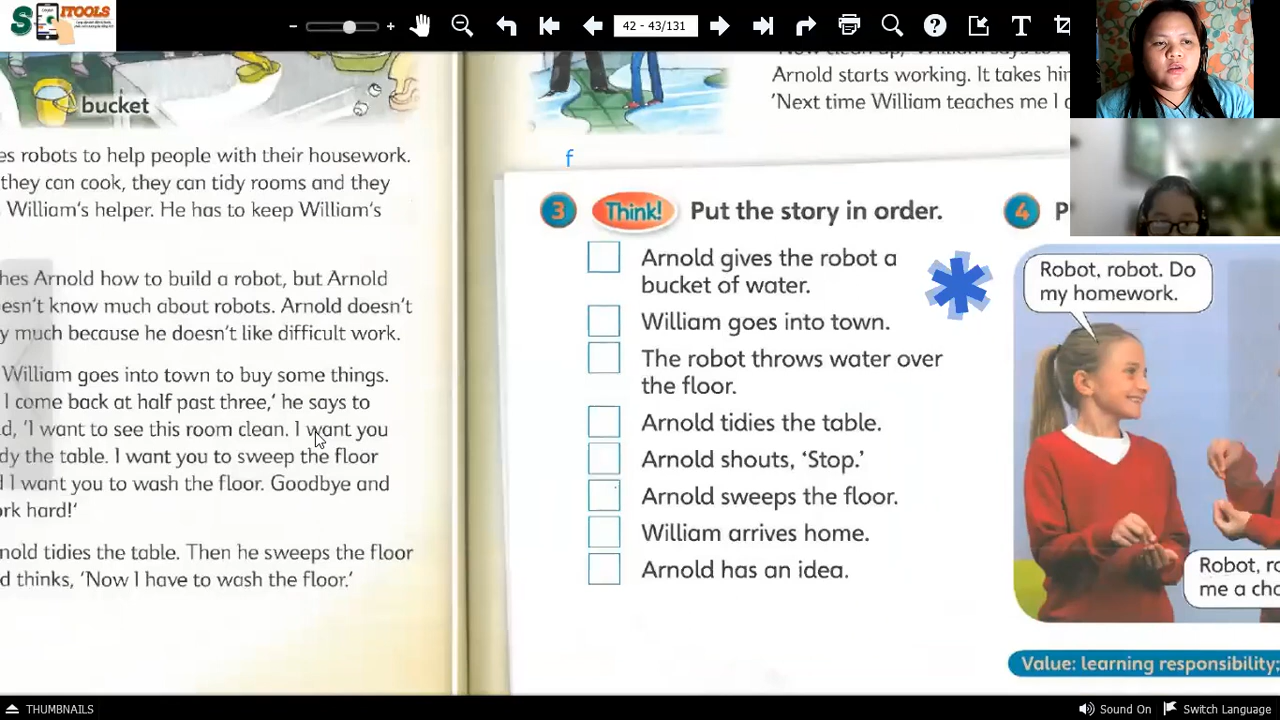 ITOOLS
42 - 43/131
bucket
es robots to help people with their housework.
they can cook, they can tidy rooms and they
William's helper. He has to keep William's
hes Arnold how to build a robot, but Arnold
esn't know much about robots. Arnold doesn't
y much because he doesn't like difficult work.
William goes into town to buy some things.
I come back at half past three,' he says to
d, 'I want to see this room clean. I want you
dy the table. I want you to sweep the floor
d I want you to wash the floor. Goodbye and
ork hard!'
nold tidies the table. Then he sweeps the floor
d thinks, 'Now I have to wash the floor.'
Arnold starts working. It takes hi
'Next time William teaches me I
f
3 Think! Put the story in order.
Arnold gives the robot a
bucket of water.
William goes into town.
The robot throws water over
the floor.
Arnold tidies the table.
Arnold shouts, 'Stop.'
Arnold sweeps the floor.
William arrives home.
Arnold has an idea.
4 P
Robot, robot. Do
my homework.
Robot, ro
me a cha
Value: learning responsibility;
THUMBNAILS
Sound On
Switch Language